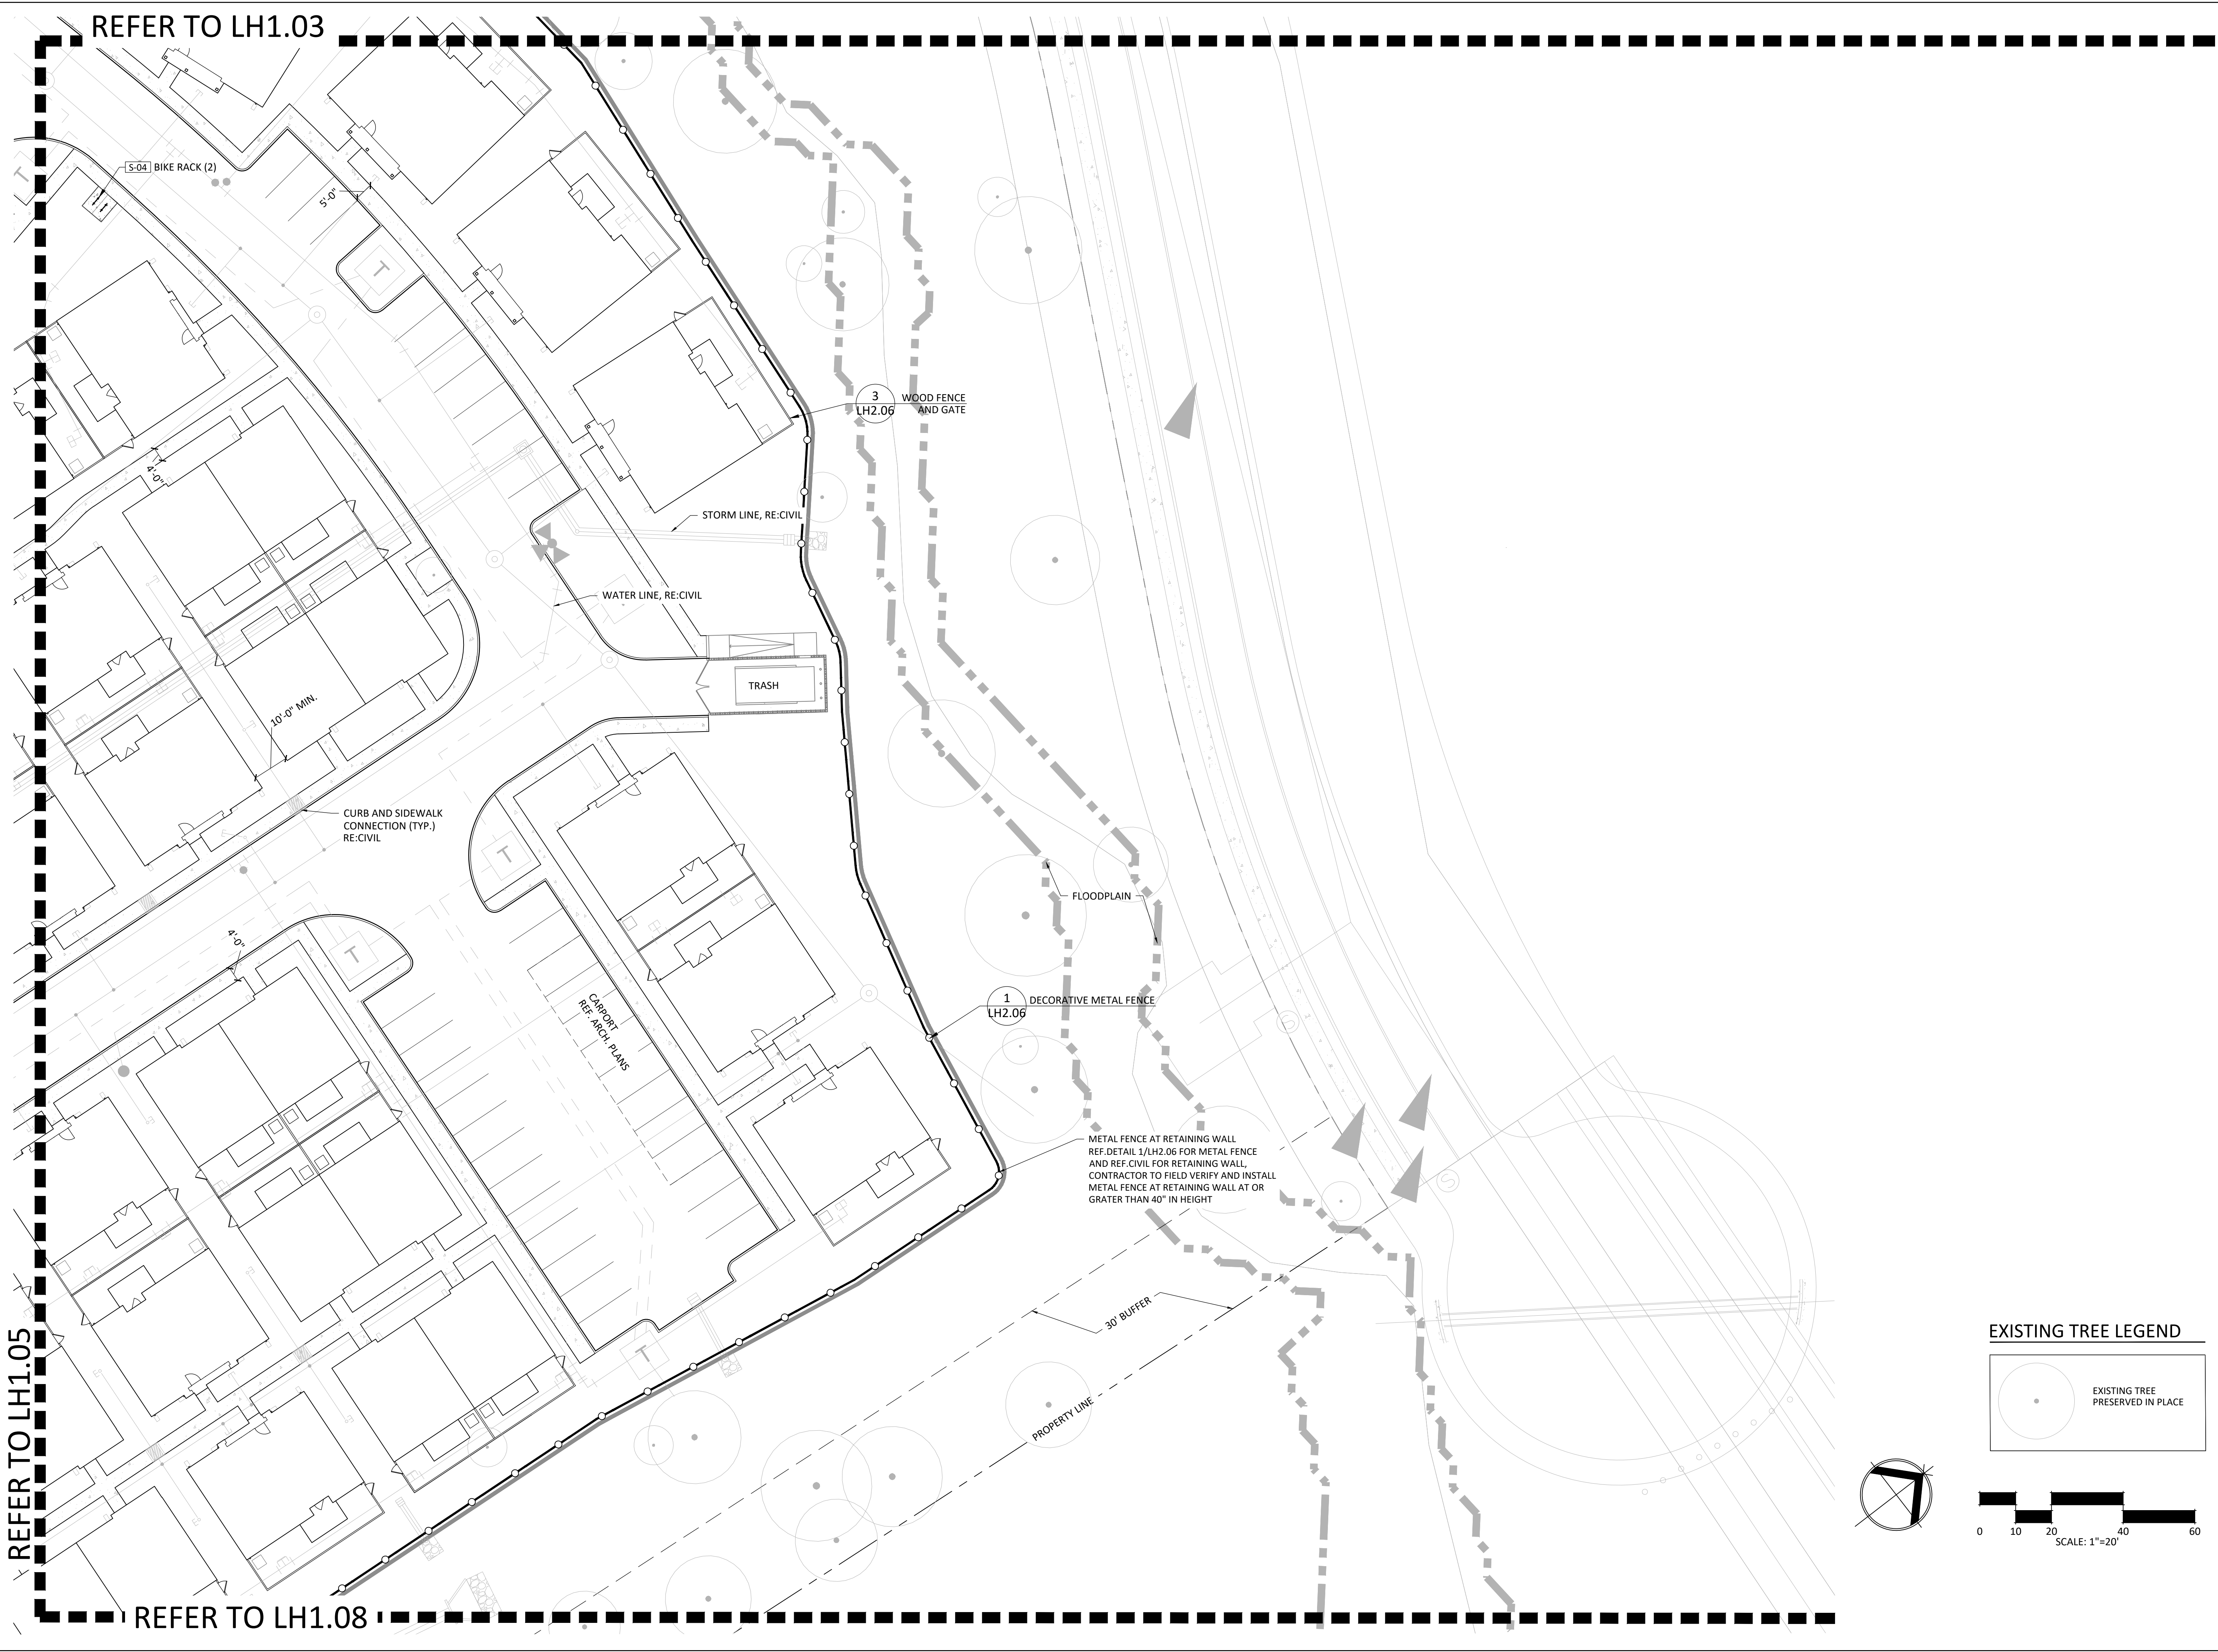 REFER TO LH1.03
S-04 BIKE RACK (2)
T
5'-0"
T
3
LH2.06
WOOD FENCE
AND GATE
4'-0"
STORM LINE, RE:CIVIL
WATER LINE, RE:CIVIL
TRASH
10'-0" MIN.
CURB AND SIDEWALK
CONNECTION (TYP.)
RE:CIVIL
T
FLOODPLAIN
4'-0"
T
CARPORT
REF. ARCH. PLANS
1
LH2.06
DECORATIVE METAL FENCE
S
METAL FENCE AT RETAINING WALL
REF.DETAIL 1/LH2.06 FOR METAL FENCE
AND REF.CIVIL FOR RETAINING WALL,
CONTRACTOR TO FIELD VERIFY AND INSTALL
METAL FENCE AT RETAINING WALL AT OR
GRATER THAN 40" IN HEIGHT
S
30' BUFFER
T
PROPERTY LINE
REFER TO LH1.05
REFER TO LH1.08
EXISTING TREE LEGEND
EXISTING TREE
PRESERVED IN PLACE
0 10 20 40 60
SCALE: 1"=20'